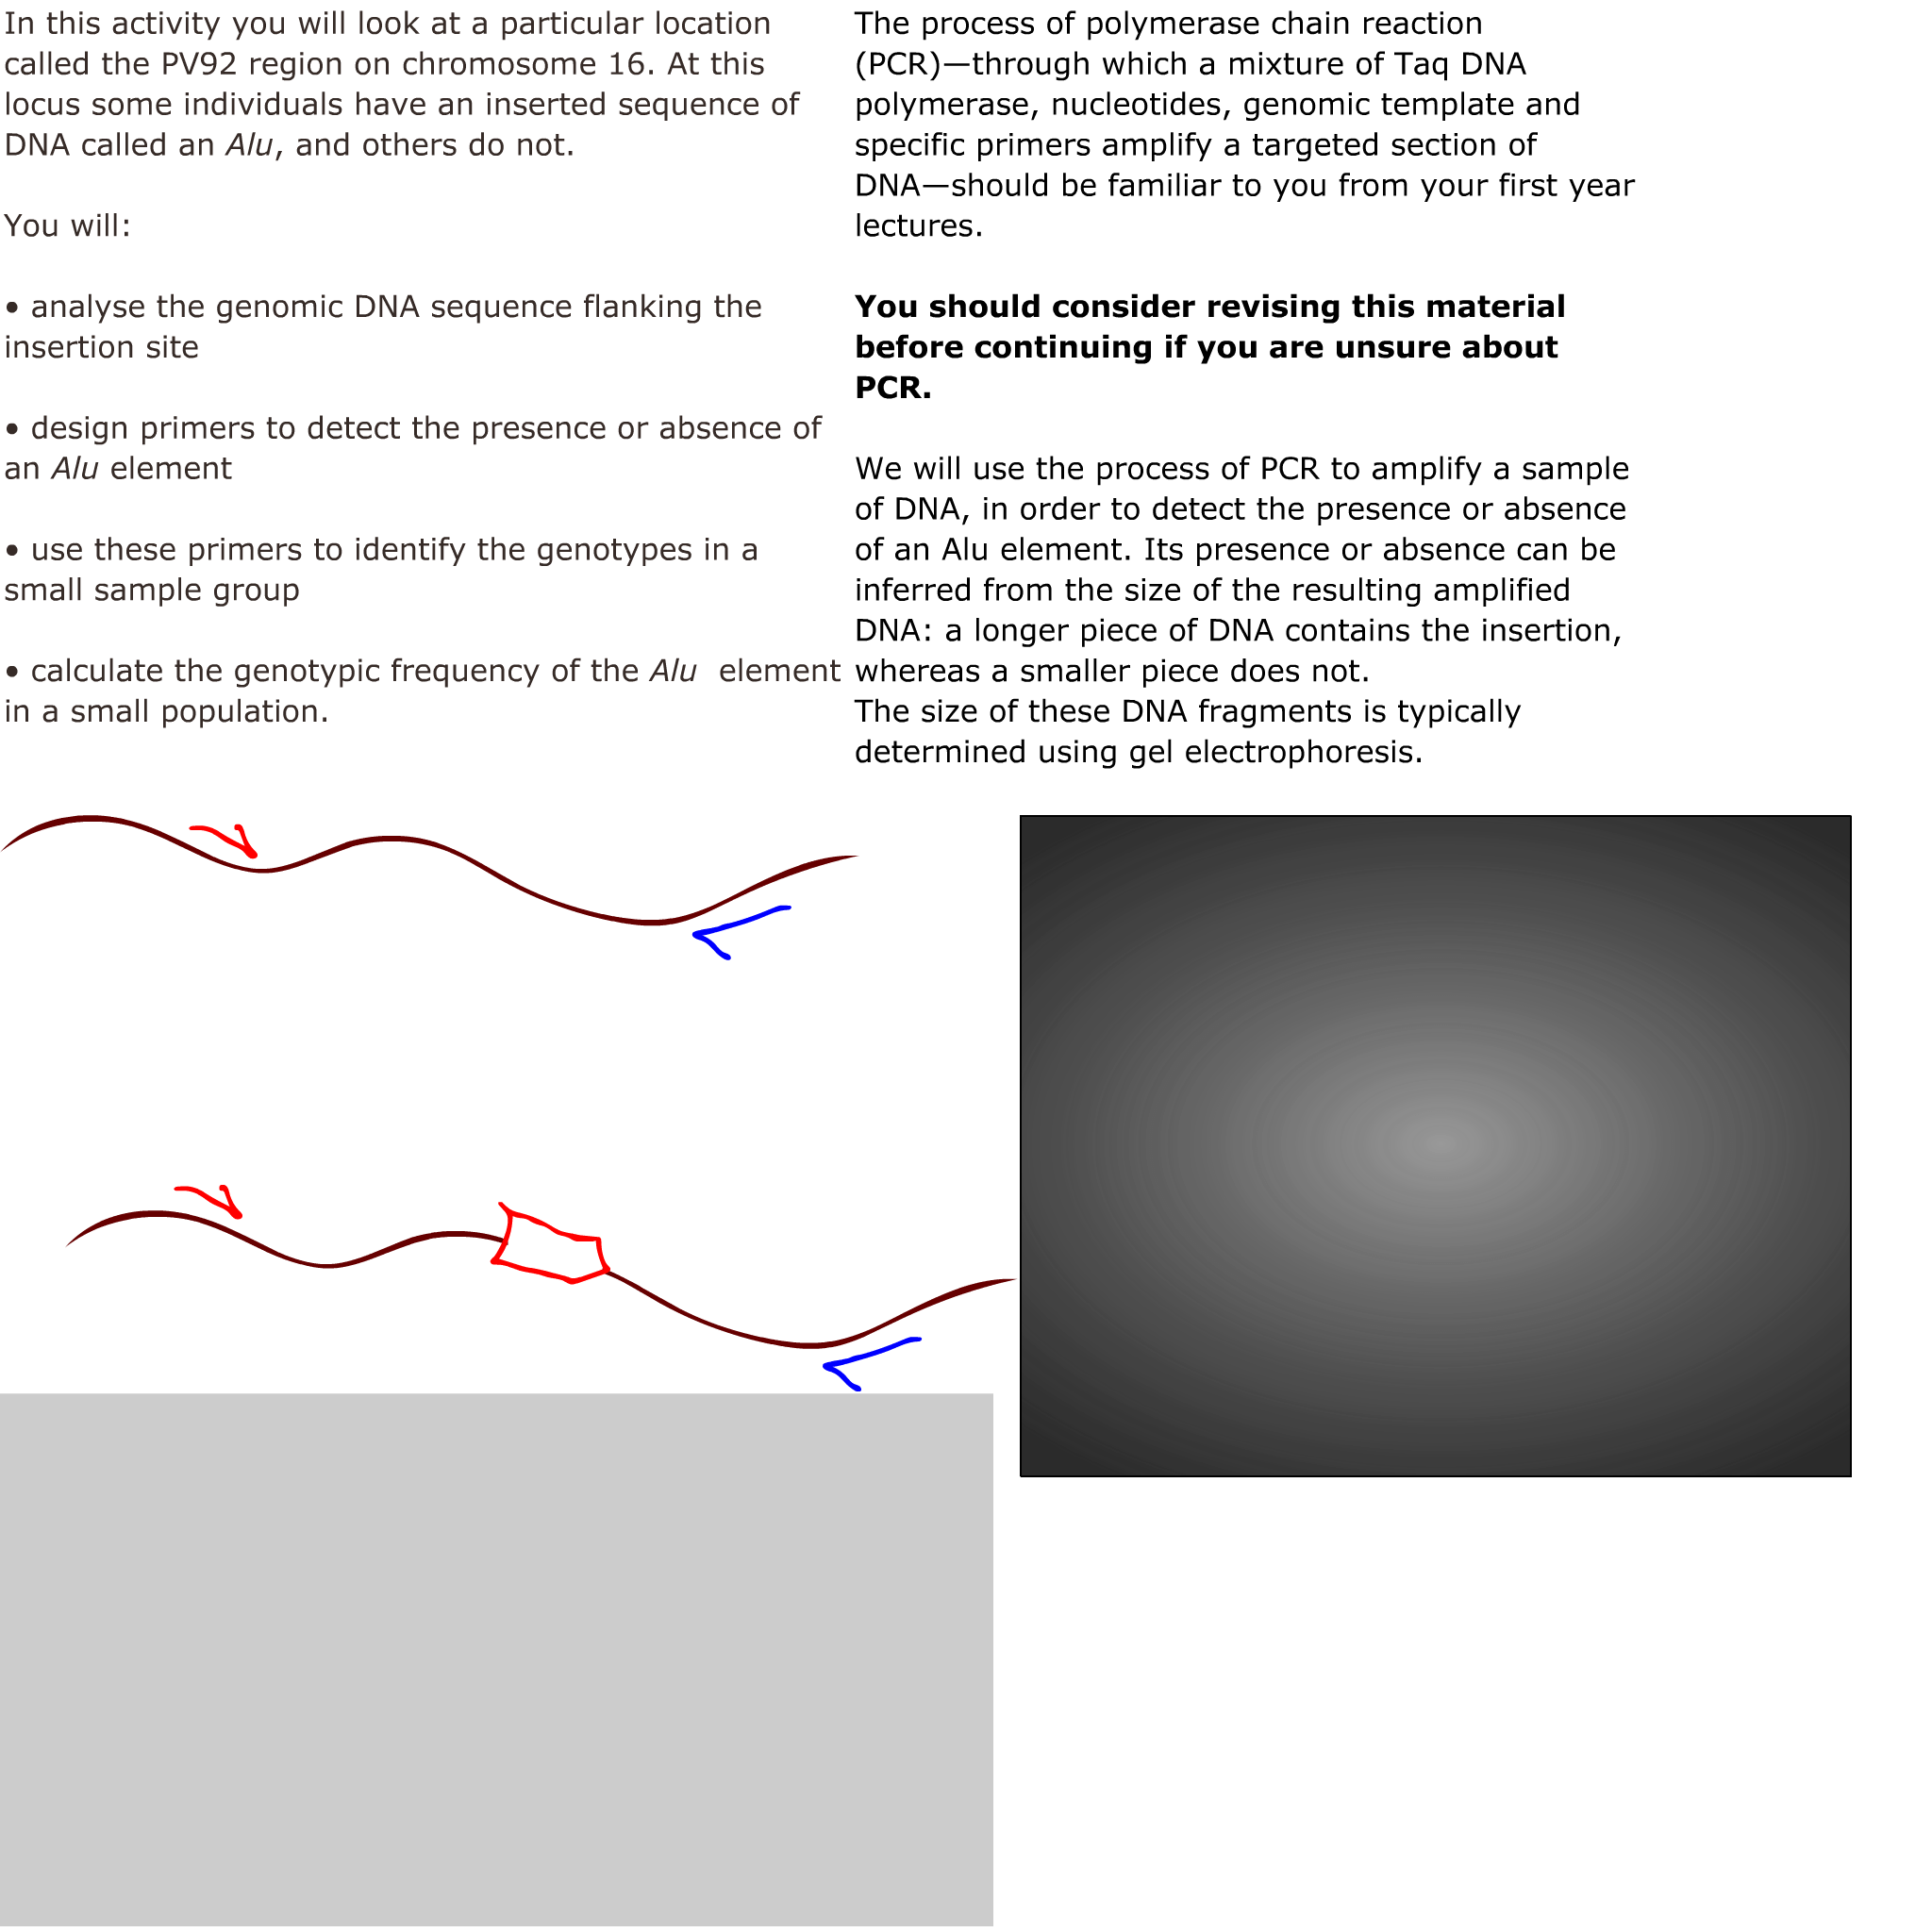 In this activity you will look at a particular location
called the PV92 region on chromosome 16. At this
locus some individuals have an inserted sequence of
DNA called an Alu, and others do not.
You will:
• analyse the genomic DNA sequence flanking the
insertion site
• design primers to detect the presence or absence of
an Alu element
• use these primers to identify the genotypes in a
small sample group
• calculate the genotypic frequency of the Alu  element
in a small population.
The process of polymerase chain reaction
(PCR)—through which a mixture of Taq DNA
polymerase, nucleotides, genomic template and
specific primers amplify a targeted section of
DNA—should be familiar to you from your first year
lectures.
You should consider revising this material
before continuing if you are unsure about
PCR.
We will use the process of PCR to amplify a sample
of DNA, in order to detect the presence or absence
of an Alu element. Its presence or absence can be
inferred from the size of the resulting amplified
DNA: a longer piece of DNA contains the insertion,
whereas a smaller piece does not.
The size of these DNA fragments is typically
determined using gel electrophoresis.